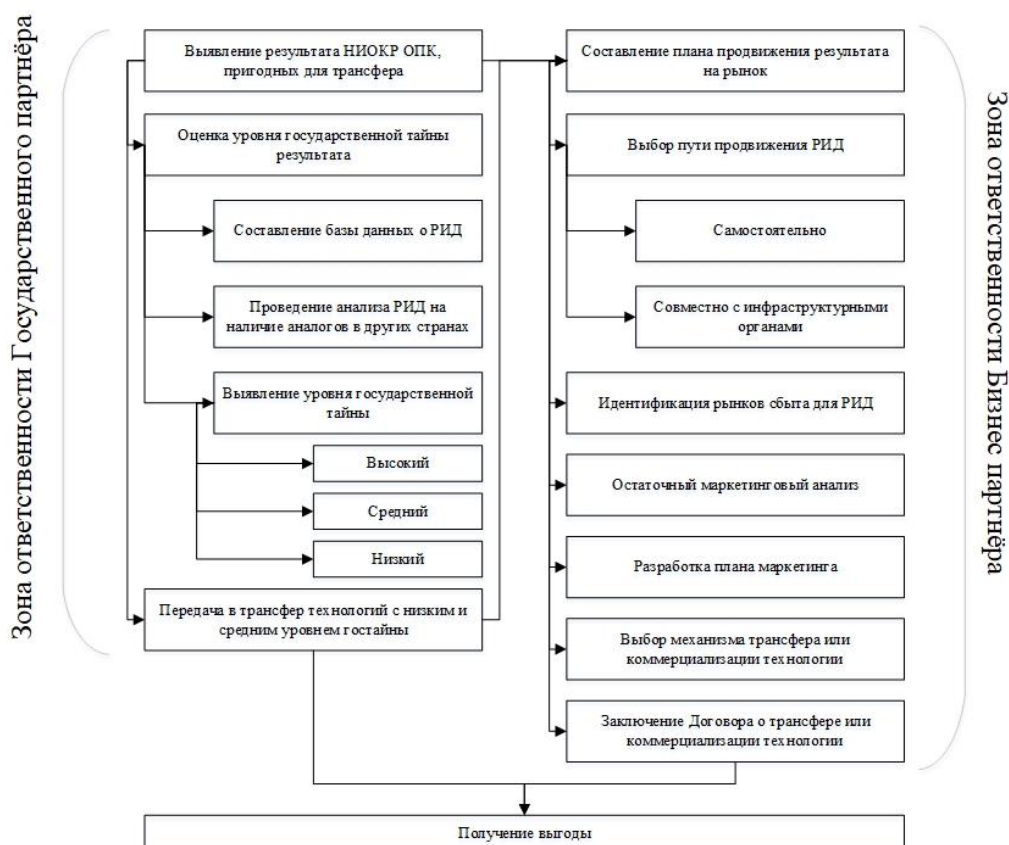 Зона ответственности Государственного партнёра
Выявление результата НИОКР ОПК,
пригодных для трансфера
Оценка уровня государственной тайны
результата
Составление базы данных о РИД
Проведение анализа РИД на
наличие аналогов в других странах
Выявление уровня государственной
тайны
Высокий
Средний
Низкий
Передача в трансфер технологий с низким и
средним уровнем гостайны
Составление плана продвижения результата
на рынок
Выбор пути продвижения РИД
Самостоятельно
Совместно с инфраструктурными
органами
Идентификация рынков сбыта для РИД
Остаточный маркетинговый анализ
Разработка плана маркетинга
Выбор механизма трансфера или
коммерциализации технологии
Заключение Договора о трансфере или
коммерциализации технологии
Зона ответственности Бизнес партнёра
Получение выгоды